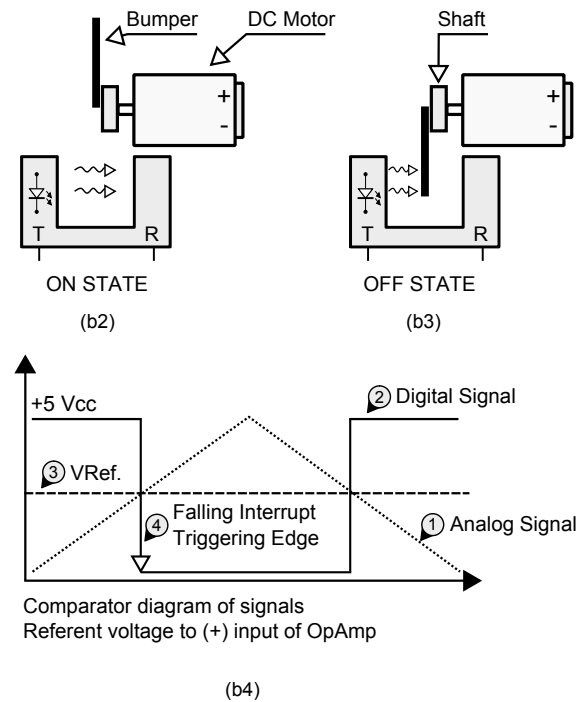 Bumper
DC Motor
Shaft
+
-
+
-
T
R
T
R
ON STATE
OFF STATE
(b2)
(b3)
+5 Vcc
2 Digital Signal
3 VRef.
4 Falling Interrupt
Triggering Edge
1 Analog Signal
Comparator diagram of signals
Referent voltage to (+) input of OpAmp
(b4)